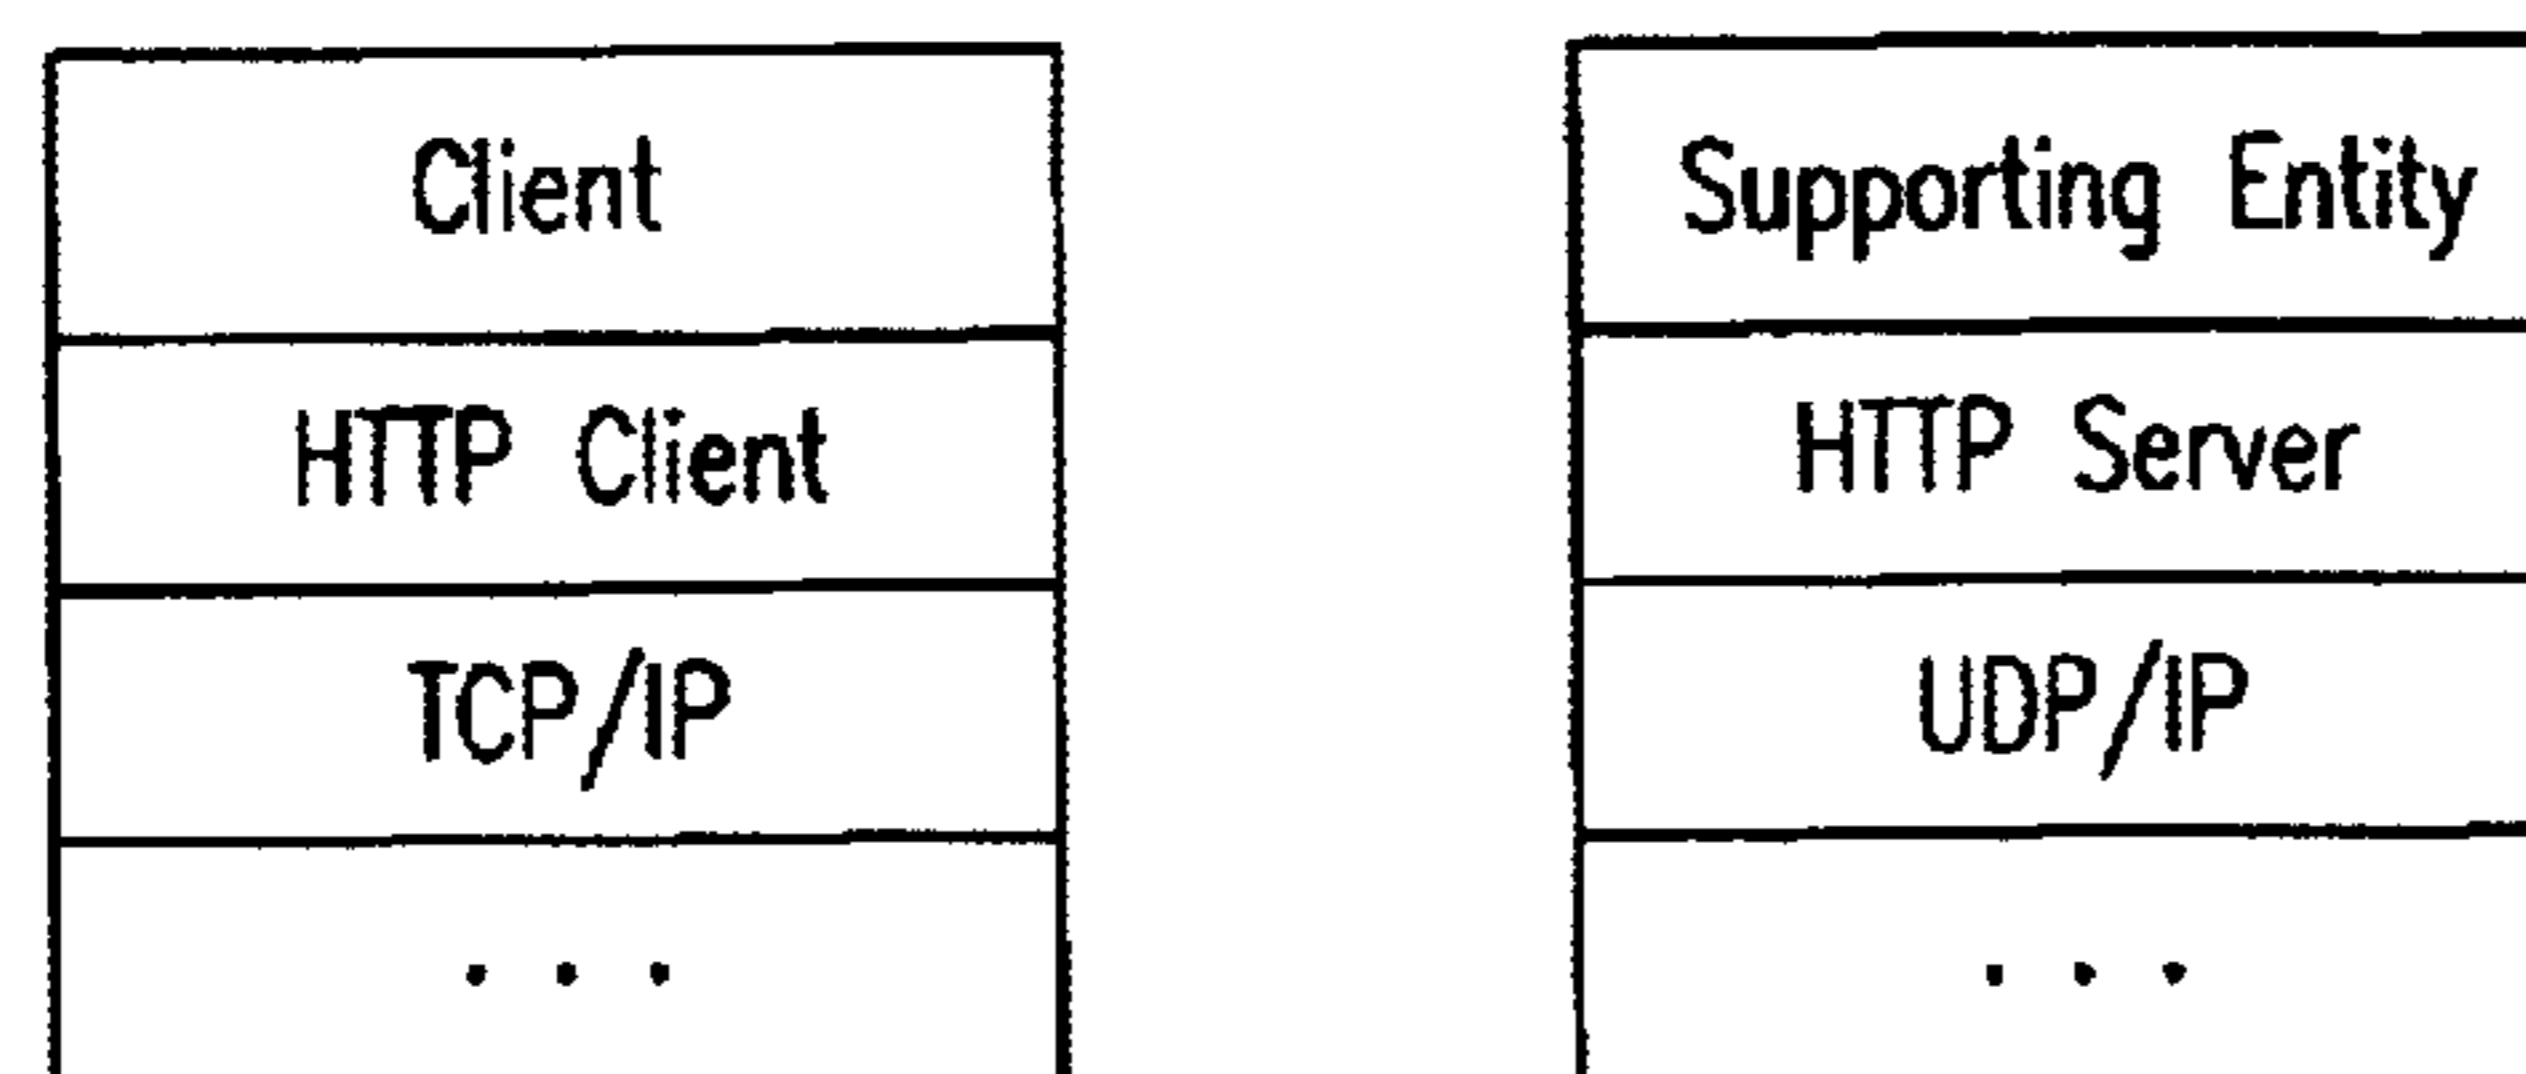 Client
HTTP Client
TCP/IP
. . .
Supporting Entity
HTTP Server
UDP/IP
. . .